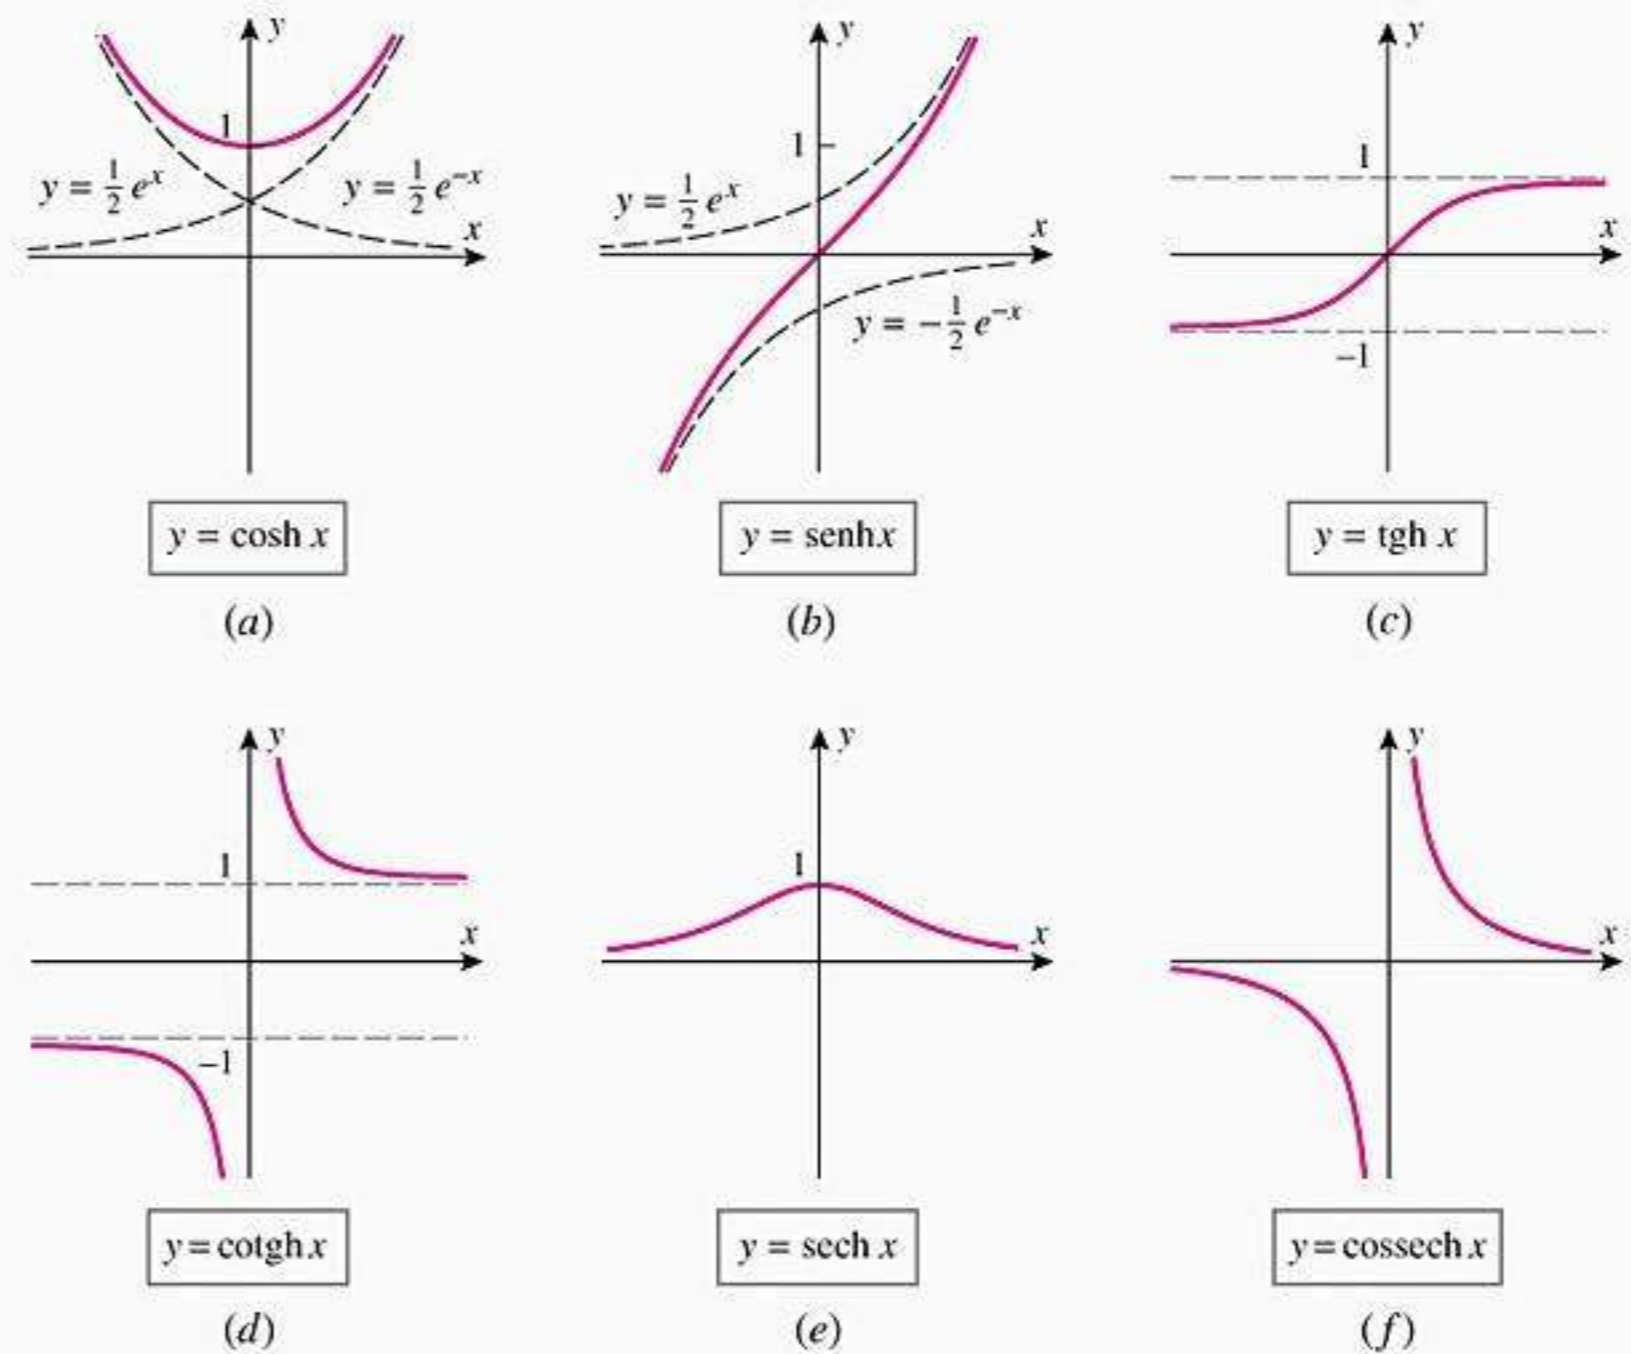 y
1
y = 1/2 e^x
y = 1/2 e^−x
x
y = cosh x
(a)
y
1
y = 1/2 e^x
x
y = −1/2 e^−x
y = senh x
(b)
y
1
x
−1
y = tgh x
(c)
y
1
x
−1
y = cotgh x
(d)
y
1
x
y = sech x
(e)
y
x
y = cossech x
(f)